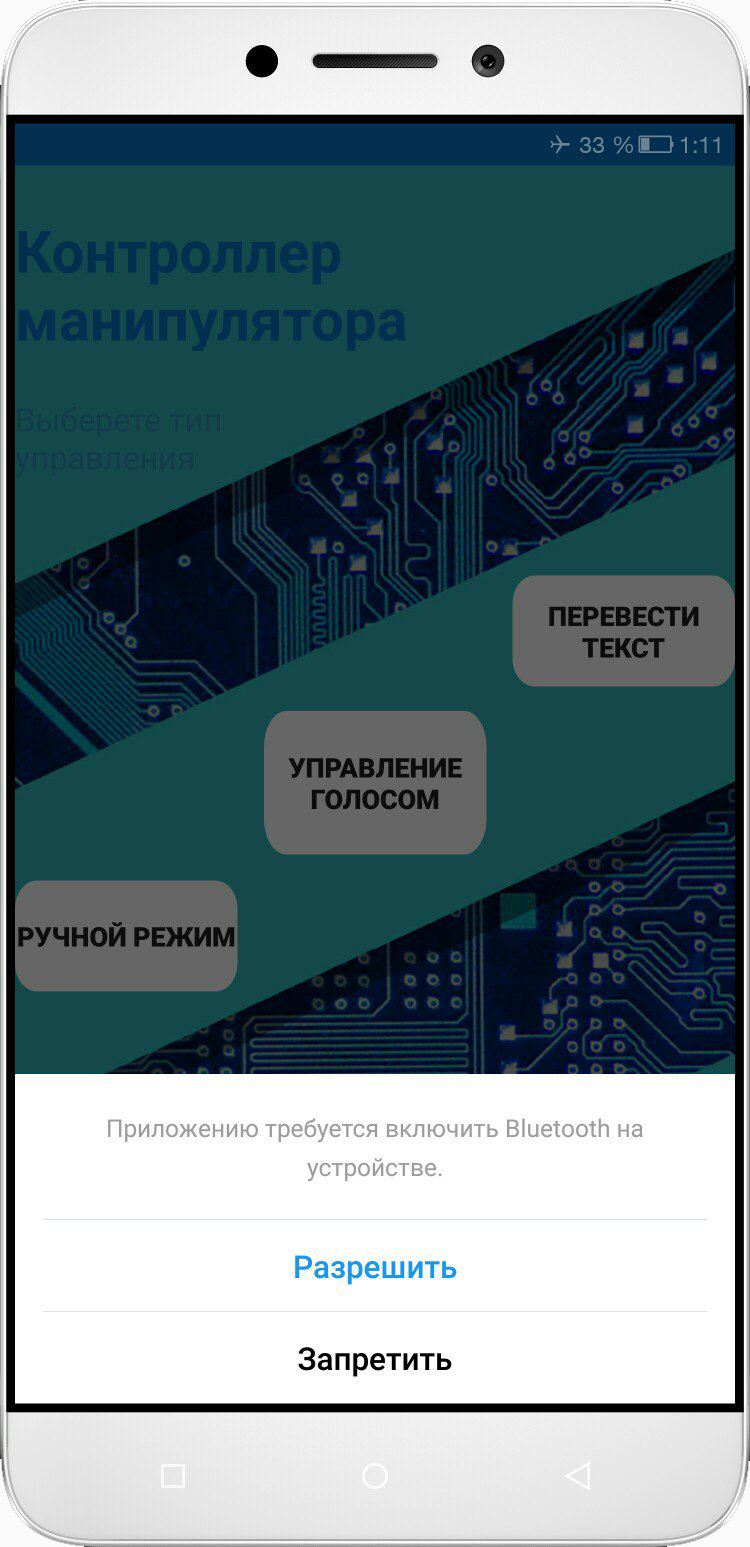 33 % 1:11
Контроллер
манипулятора
Выберете тип
управления
ПЕРЕВЕСТИ
ТЕКСТ
УПРАВЛЕНИЕ
ГОЛОСОМ
РУЧНОЙ РЕЖИМ
Приложению требуется включить Bluetooth на
устройстве.
Разрешить
Запретить